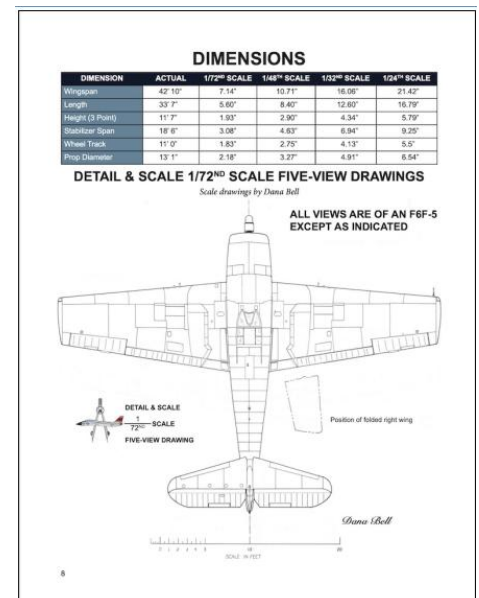 DIMENSIONS
DIMENSION ACTUAL 1/72ND SCALE 1/48TH SCALE 1/32ND SCALE 1/24TH SCALE
Wingspan 42' 10" 7.14" 10.71" 16.06" 21.42"
Length 33' 7" 5.60" 8.40" 12.60" 16.79"
Height (3 Point) 11' 7" 1.93" 2.90" 4.34" 5.79"
Stabilizer Span 18' 6" 3.08" 4.63" 6.94" 9.25"
Wheel Track 11' 0" 1.83" 2.75" 4.13" 5.5"
Prop Diameter 13' 1" 2.18" 3.27" 4.91" 6.54"
DETAIL & SCALE 1/72ND SCALE FIVE-VIEW DRAWINGS
Scale drawings by Dana Bell
ALL VIEWS ARE OF AN F6F-5
EXCEPT AS INDICATED
DETAIL & SCALE
1
72ND SCALE
FIVE-VIEW DRAWING
Position of folded right wing
Dana Bell
SCALE IN FEET
8